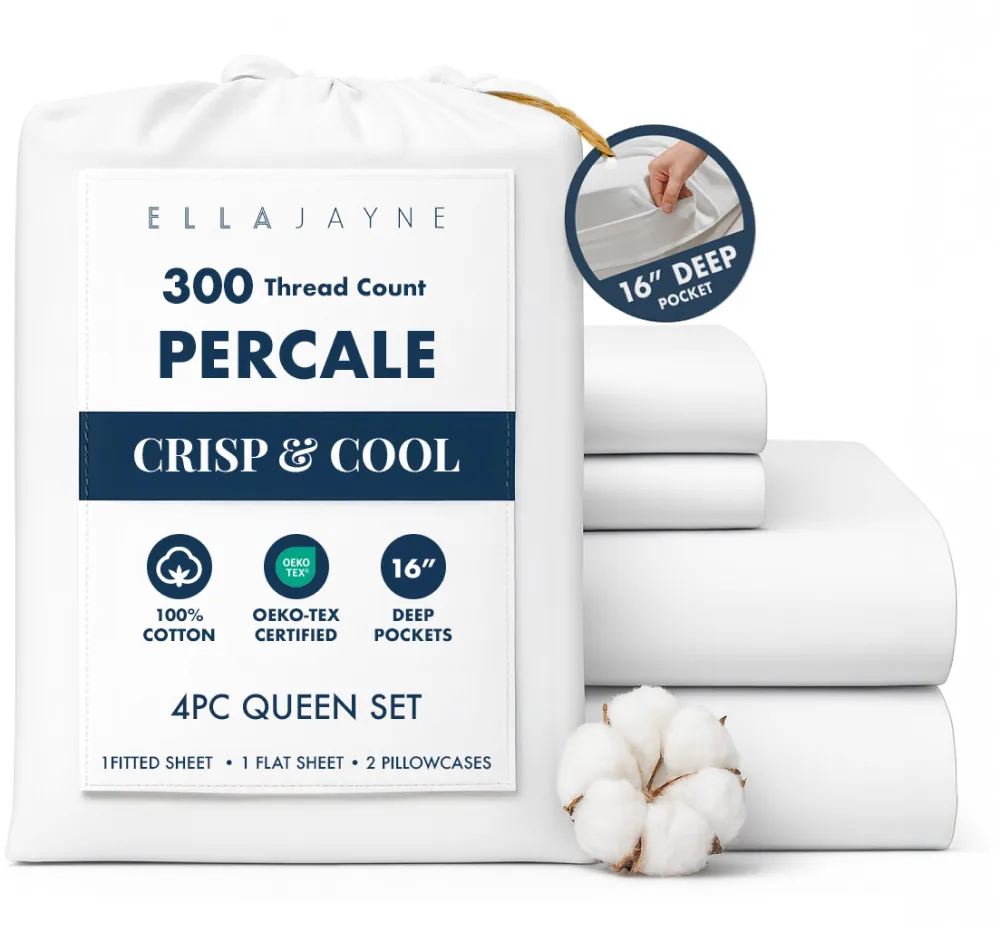 ELLAJAYNE
300 Thread Count
PERCALE
CRISP & COOL
100%
COTTON
OEKO
TEX®
OEKO-TEX
CERTIFIED
16”
DEEP
POCKETS
4PC QUEEN SET
1FITTED SHEET • 1 FLAT SHEET • 2 PILLOWCASES
16” DEEP
POCKET